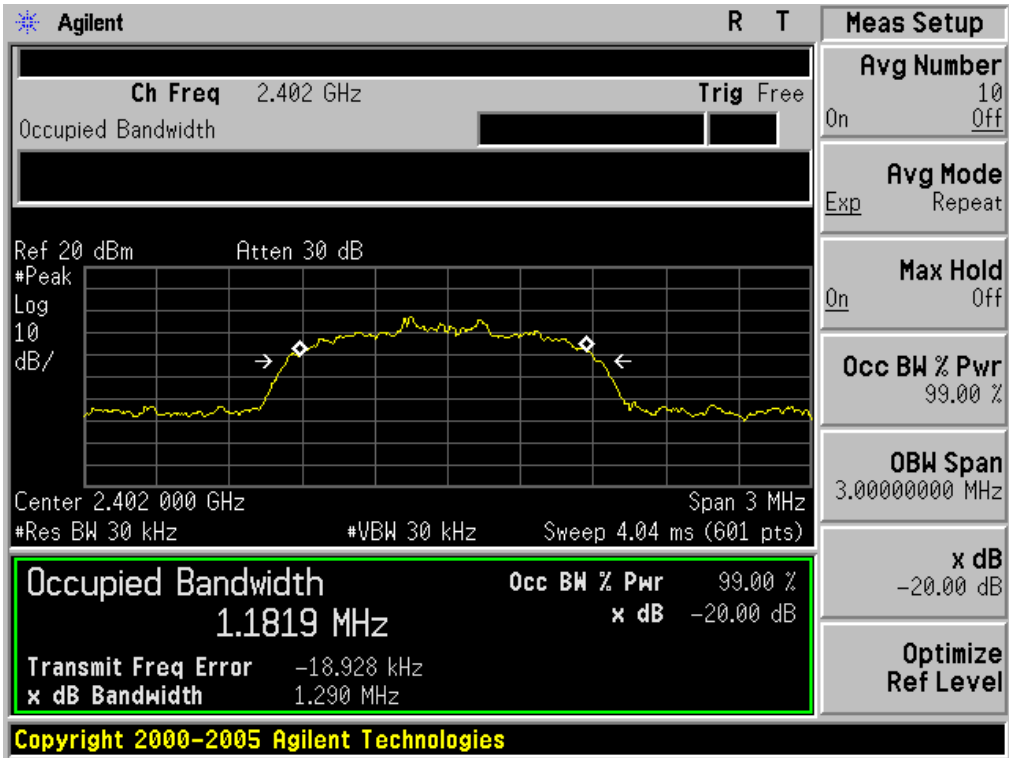 Agilent R T
Ch Freq 2.402 GHz Trig Free
Occupied Bandwidth
Ref 20 dBm Atten 30 dB
#Peak
Log
10
dB/
Center 2.402 000 GHz Span 3 MHz
#Res BW 30 kHz #VBW 30 kHz Sweep 4.04 ms (601 pts)
Occupied Bandwidth Occ BW % Pwr 99.00 %
1.1819 MHz x dB -20.00 dB
Transmit Freq Error -18.928 kHz
x dB Bandwidth 1.290 MHz
Copyright 2000-2005 Agilent Technologies
Meas Setup
Avg Number
10
On Off
Avg Mode
Exp Repeat
Max Hold
On Off
Occ BW % Pwr
99.00 %
OBW Span
3.00000000 MHz
x dB
-20.00 dB
Optimize
Ref Level